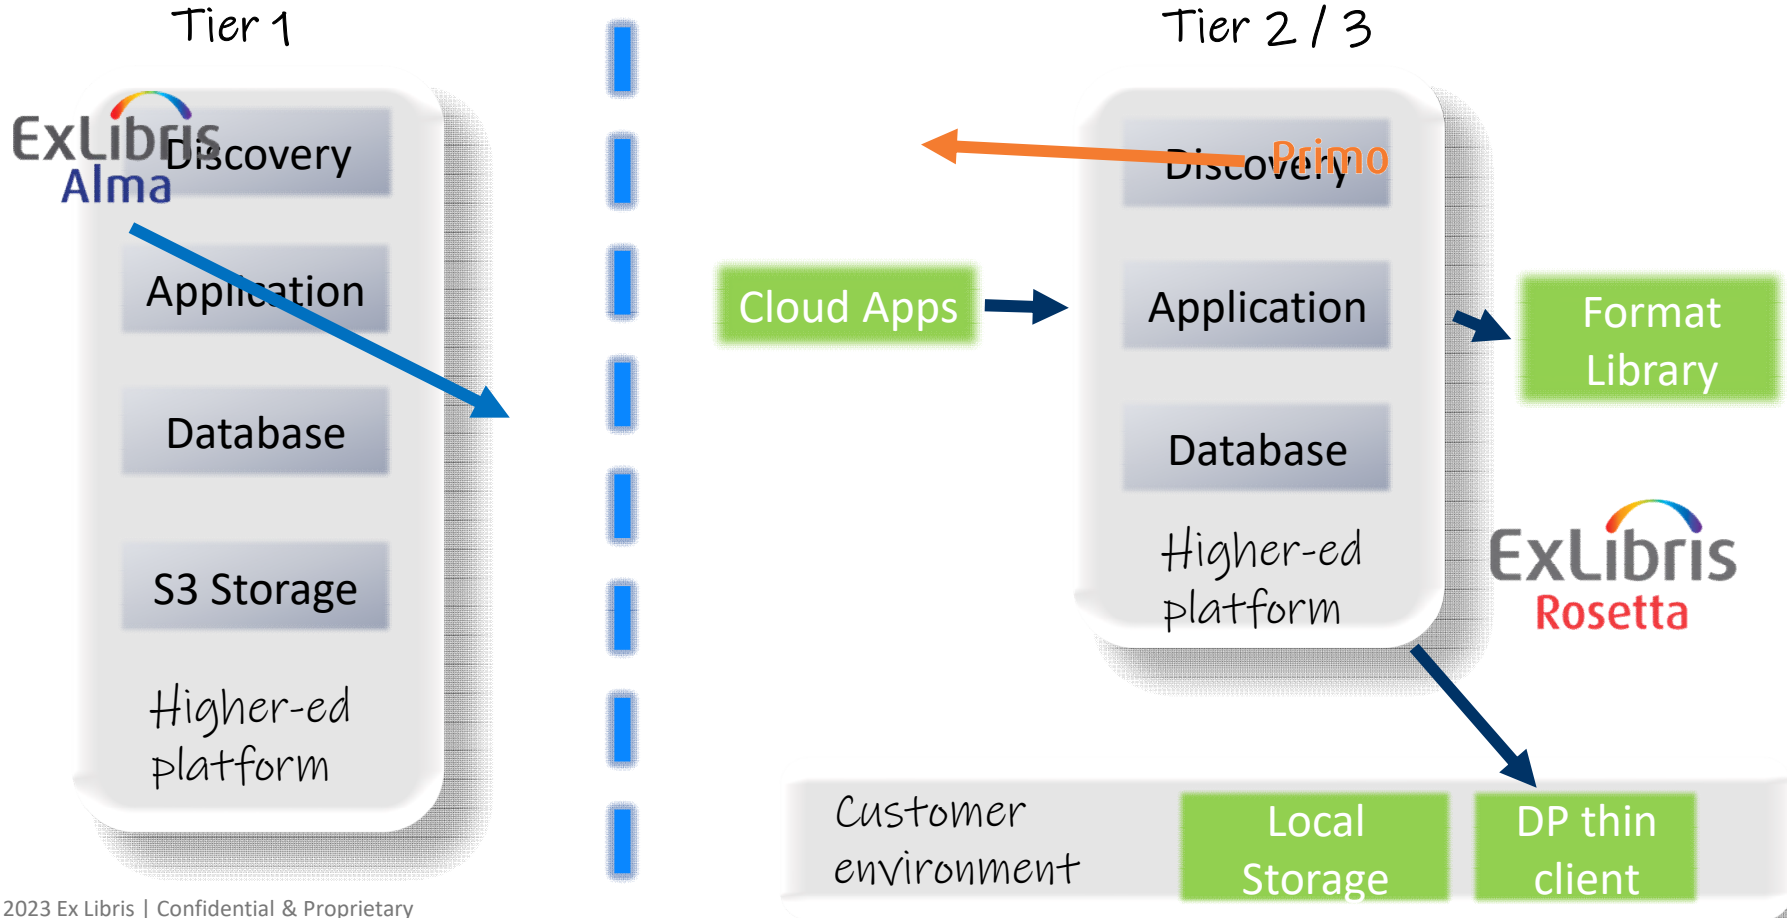 Tier 1
ExLibris
Alma
Discovery
Application
Database
S3 Storage
Higher-ed
platform
Tier 2 / 3
Primo
Discovery
Cloud Apps
Application
Format
Library
Database
Higher-ed
platform
ExLibris
Rosetta
Customer
environment
Local
Storage
DP thin
client
2023 Ex Libris | Confidential & Proprietary